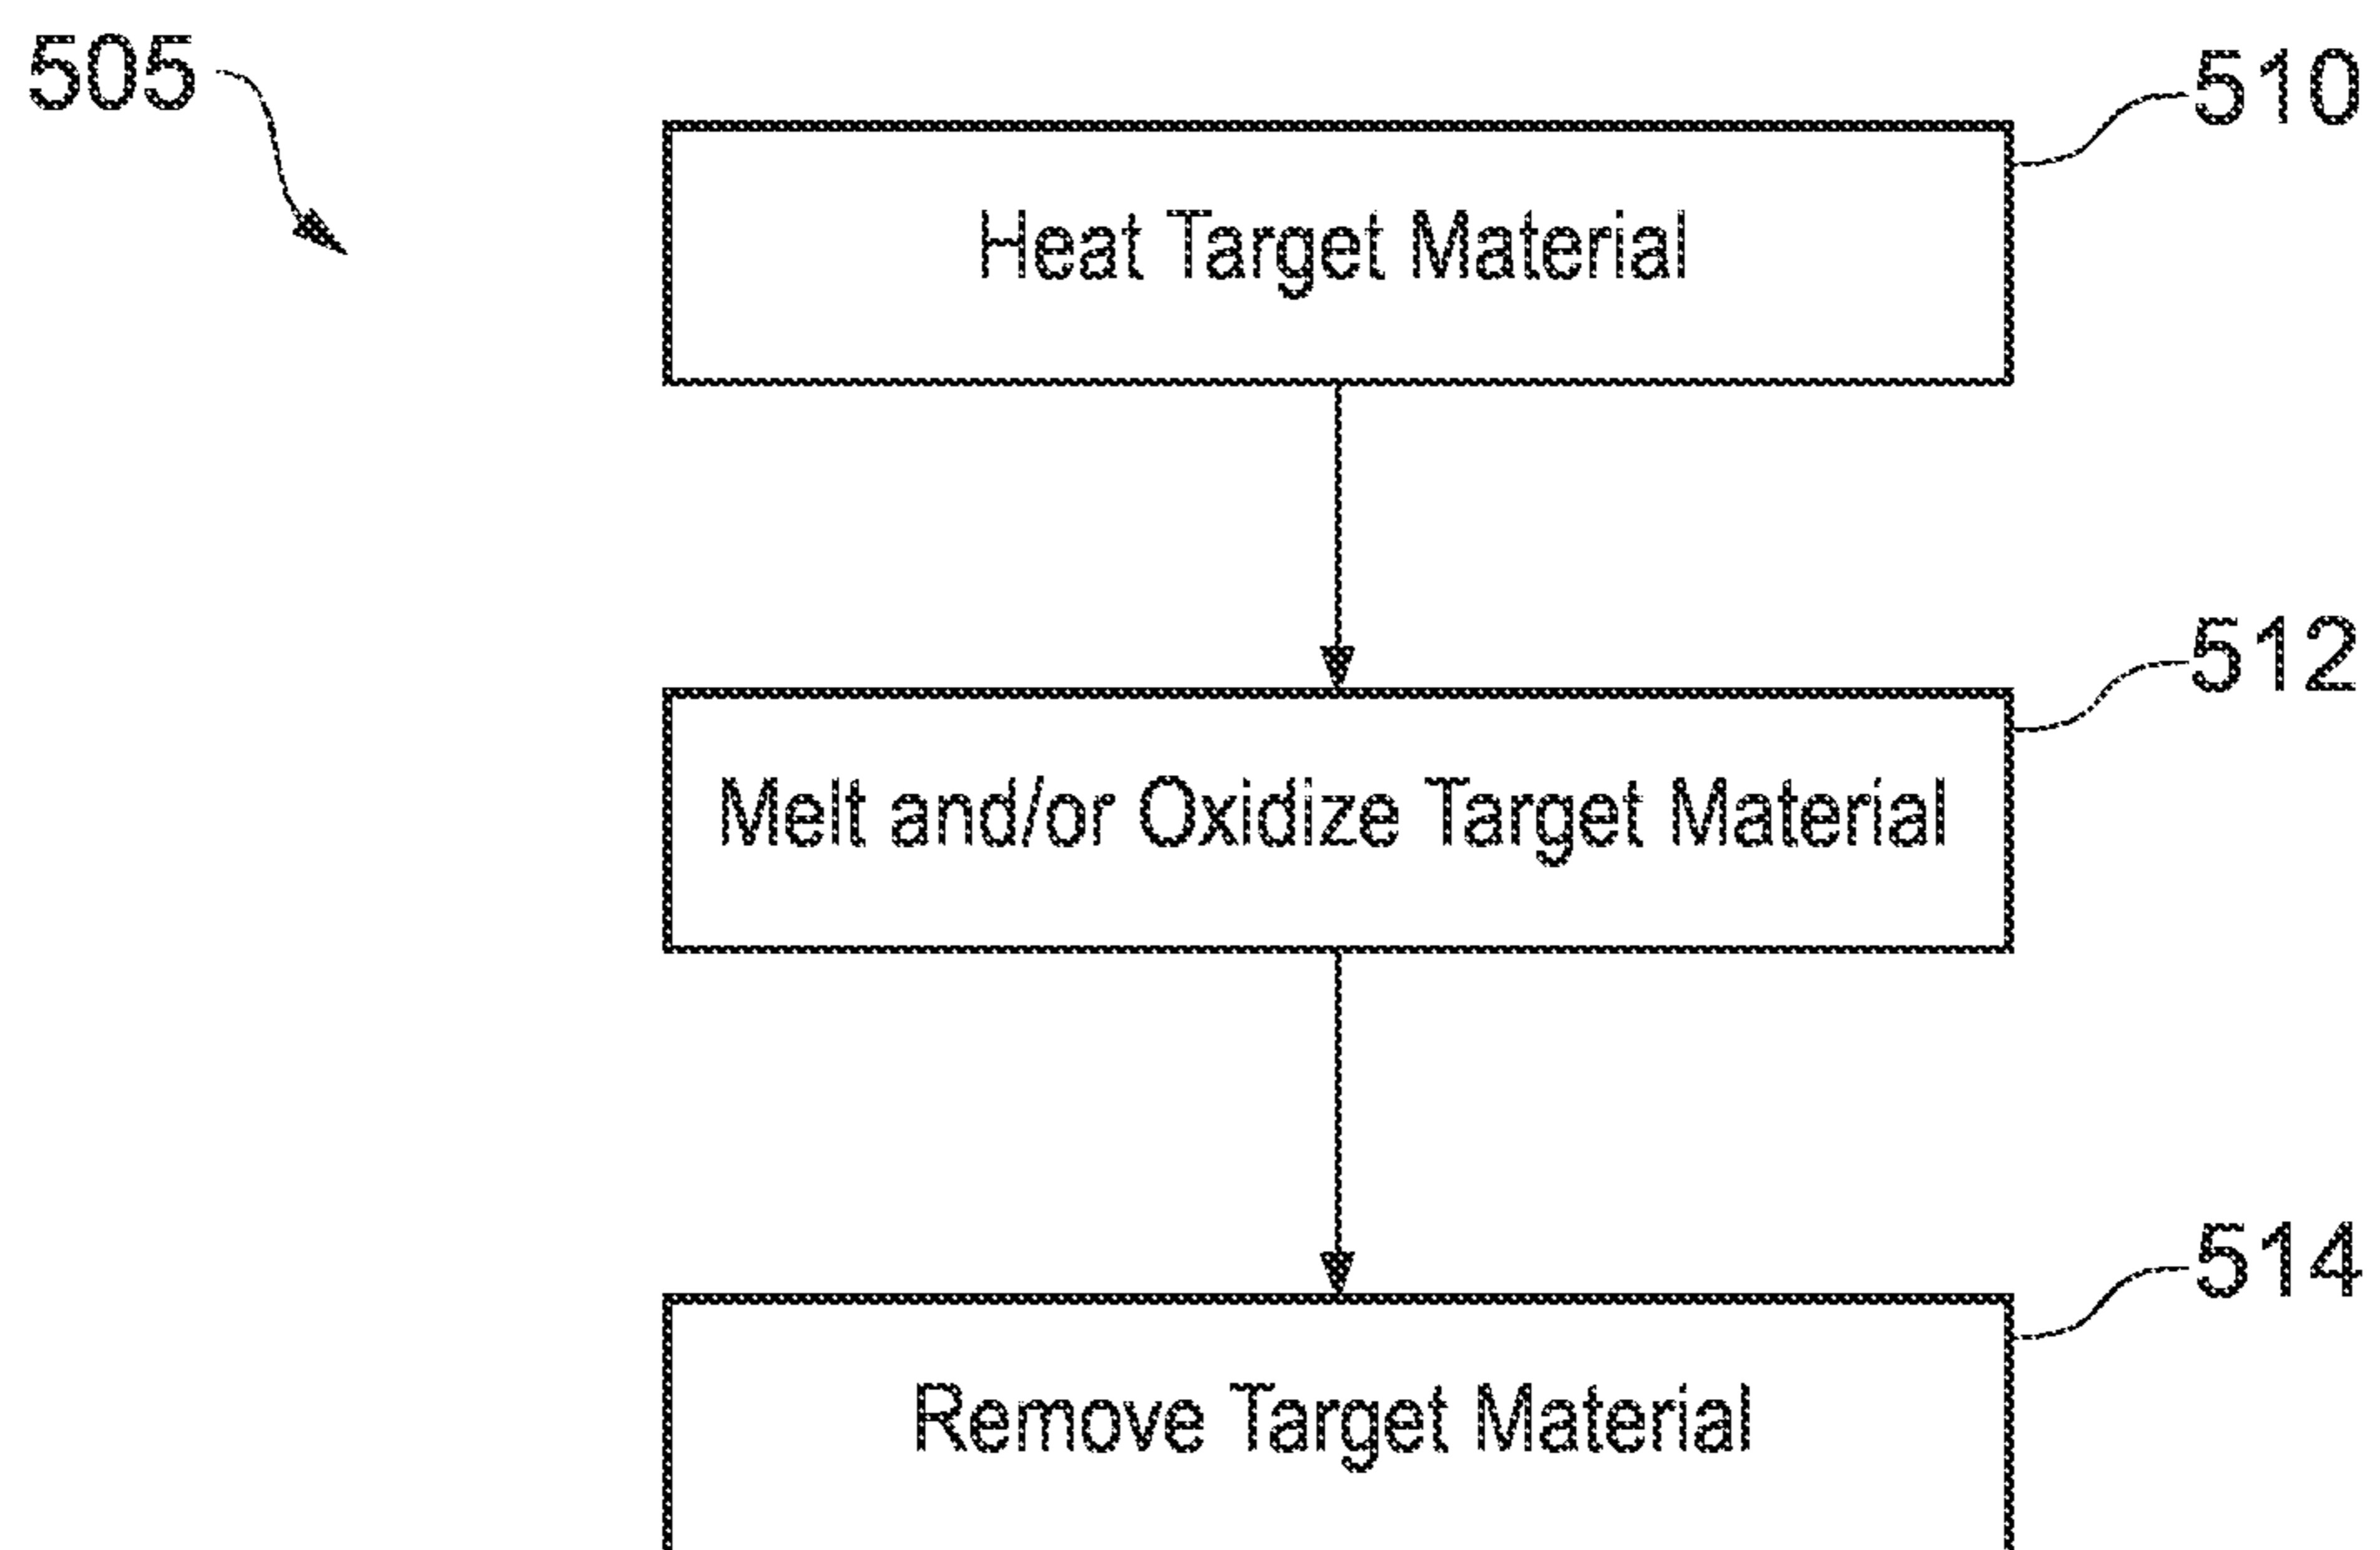 505
510
Heat Target Material
512
Melt and/or Oxidize Target Material
514
Remove Target Material